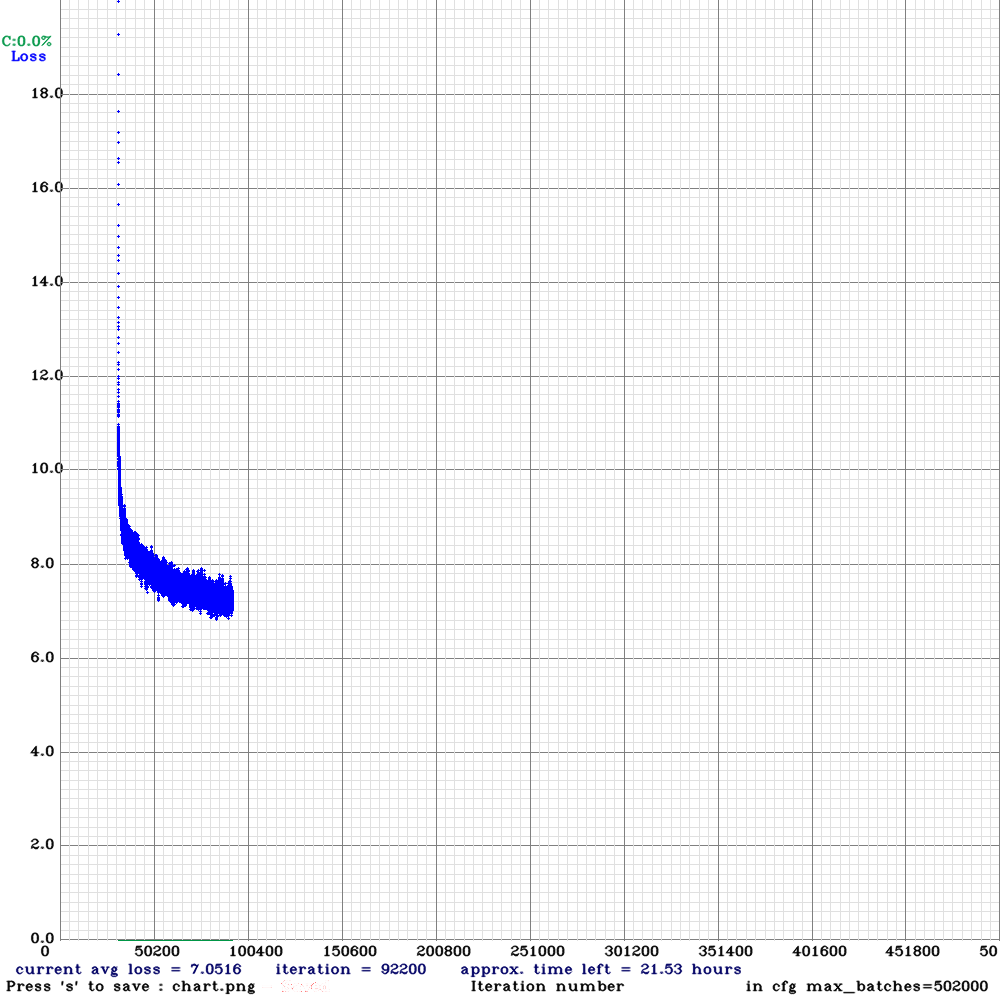 C:0.0%
Loss
18.0
16.0
14.0
12.0
10.0
8.0
6.0
4.0
2.0
0.0
0 50200 100400 150600 200800 251000 301200 351400 401600 451800 50
current avg loss = 7.0516 iteration = 92200 approx. time left = 21.53 hours
Press 's' to save : chart.png - Iteration number in cfg max_batches=502000